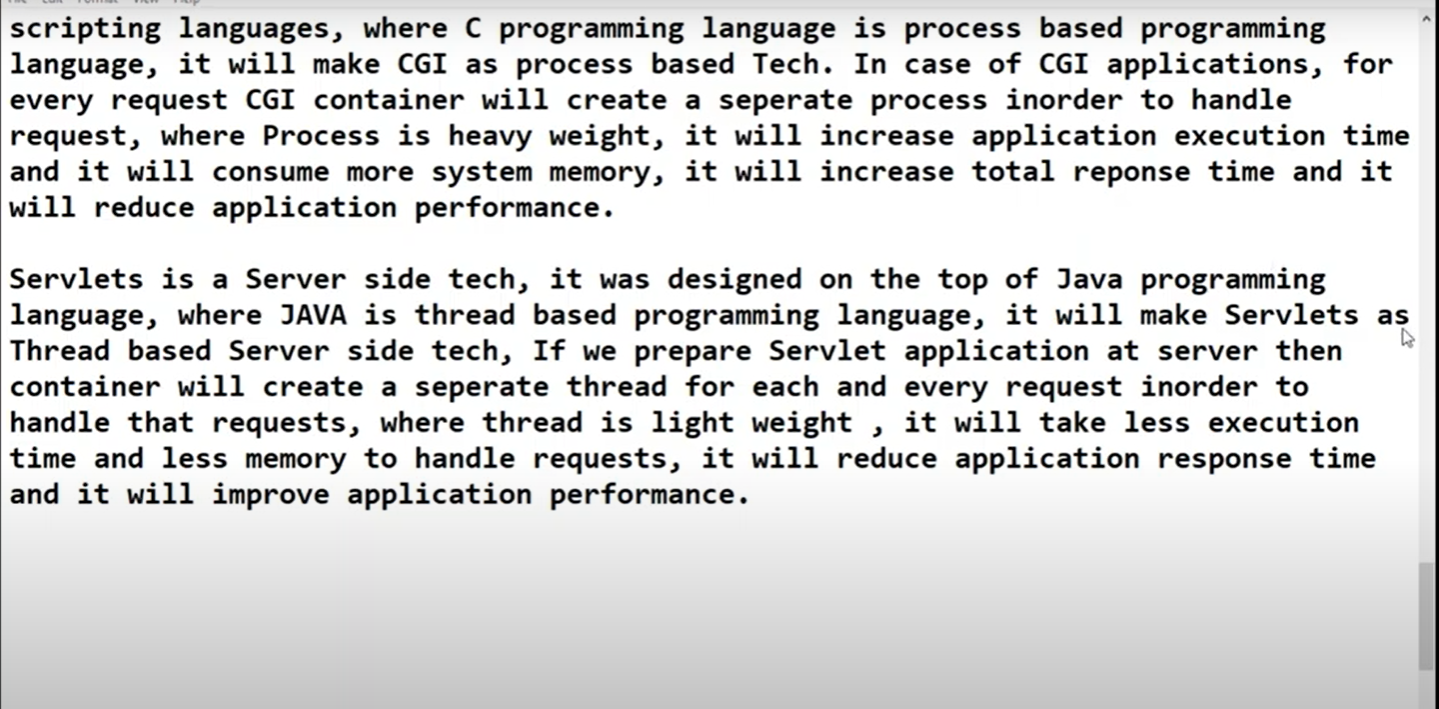 scripting languages, where C programming language is process based programming
language, it will make CGI as process based Tech. In case of CGI applications, for
every request CGI container will create a seperate process inorder to handle
request, where Process is heavy weight, it will increase application execution time
and it will consume more system memory, it will increase total reponse time and it
will reduce application performance.
Servlets is a Server side tech, it was designed on the top of Java programming
language, where JAVA is thread based programming language, it will make Servlets as
Thread based Server side tech, If we prepare Servlet application at server then
container will create a seperate thread for each and every request inorder to
handle that requests, where thread is light weight , it will take less execution
time and less memory to handle requests, it will reduce application response time
and it will improve application performance.